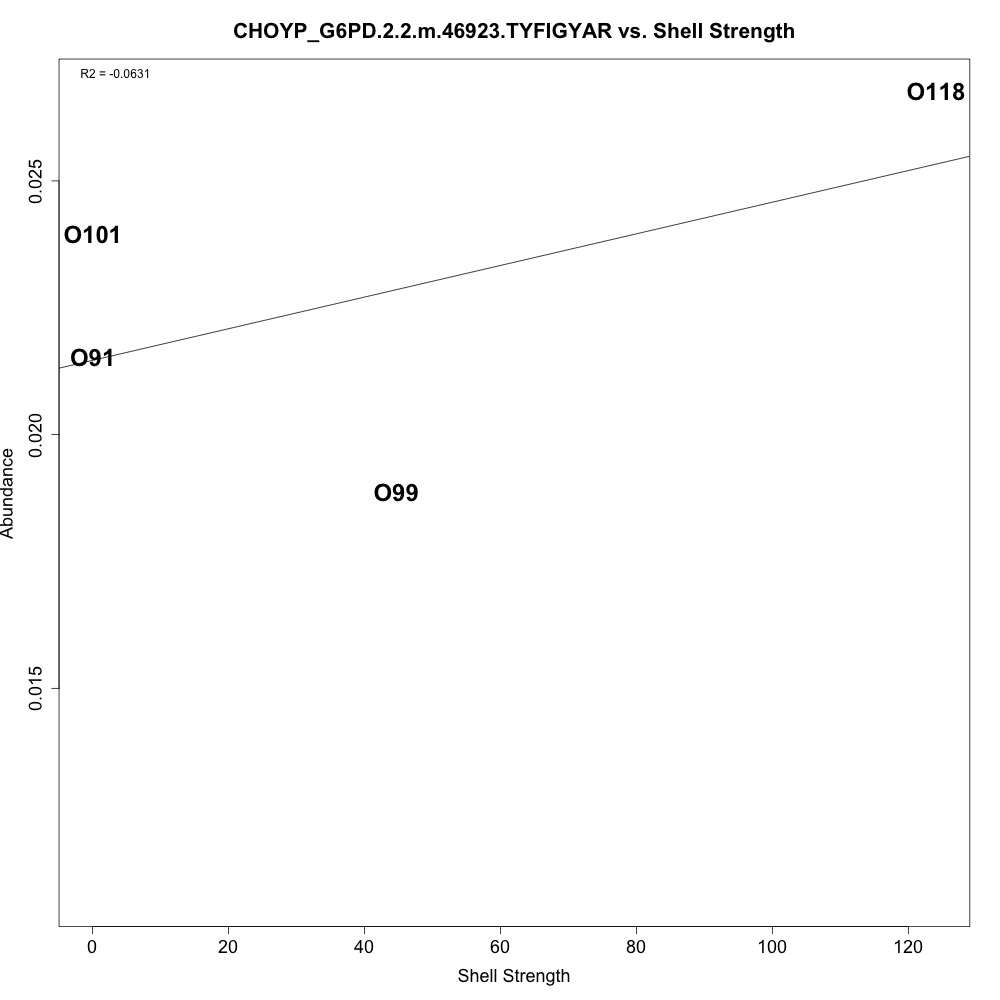 CHOYP_G6PD.2.2.m.46923.TYFIGYAR vs. Shell Strength
R2 = -0.0631
O118
0.025
O101
O91
0.020
Abundance
O99
0.015
0 20 40 60 80 100 120
Shell Strength